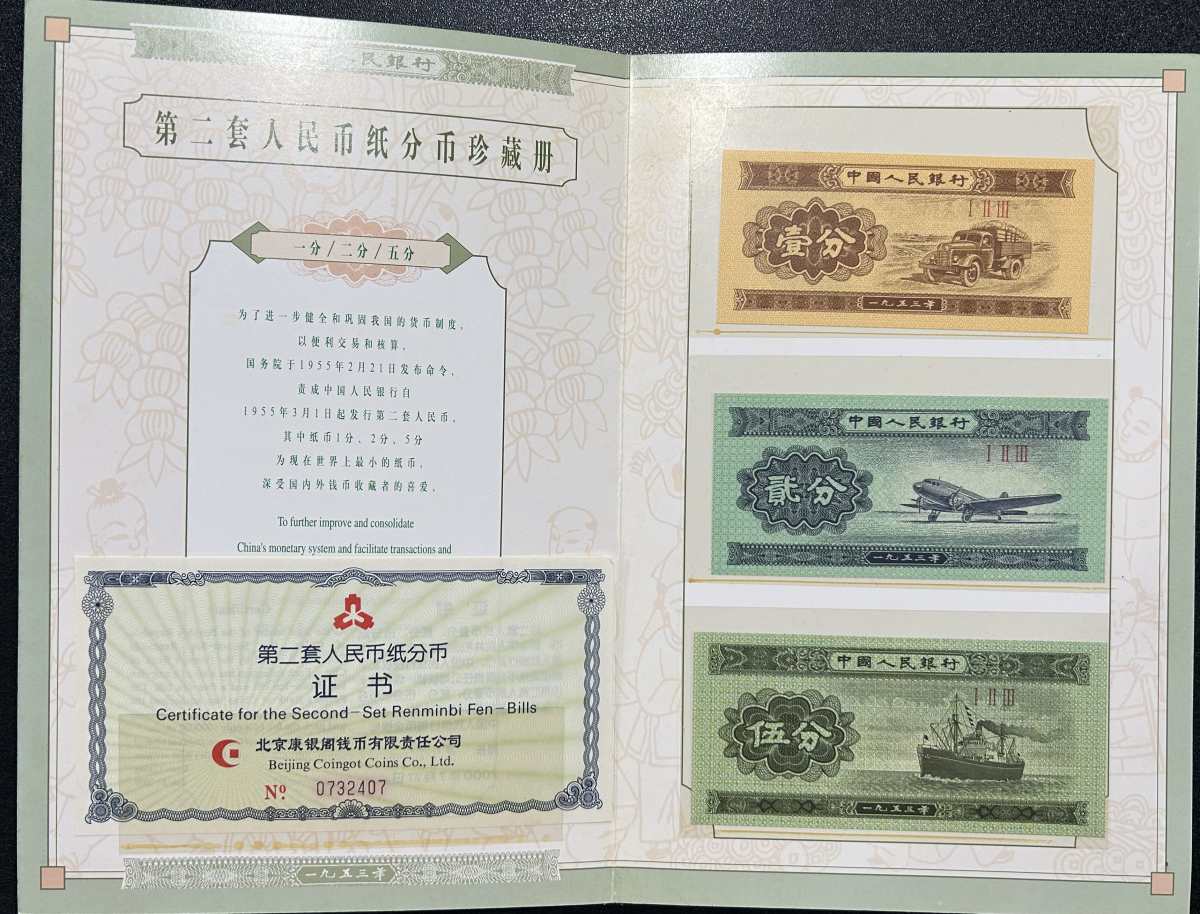 民銀行
第二套人民币纸分币珍藏册
一分/二分/五分
为了进一步健全和巩固我国的货币制度,
以便利交易和核算,
国务院于1955年2月21日发布命令,
责成中国人民银行自
1955年3月1日起发行第二套人民币,
其中纸币1分、2分、5分
为现在世界上最小的纸币,
深受国内外钱币收藏者的喜爱。
To further improve and consolidate
China's monetary system and facilitate transactions and
第二套人民币纸分币
证书
Certificate for the Second-Set Renminbi Fen-Bills
北京康银阁钱币有限责任公司
Beijing Coingot Coins Co., Ltd.
Nº 0732407
一九五三年
中國人民銀行
I II III
壹分
一九五三年
中國人民銀行
I II III
貳分
一九五三年
中國人民銀行
I II III
伍分
一九五三年